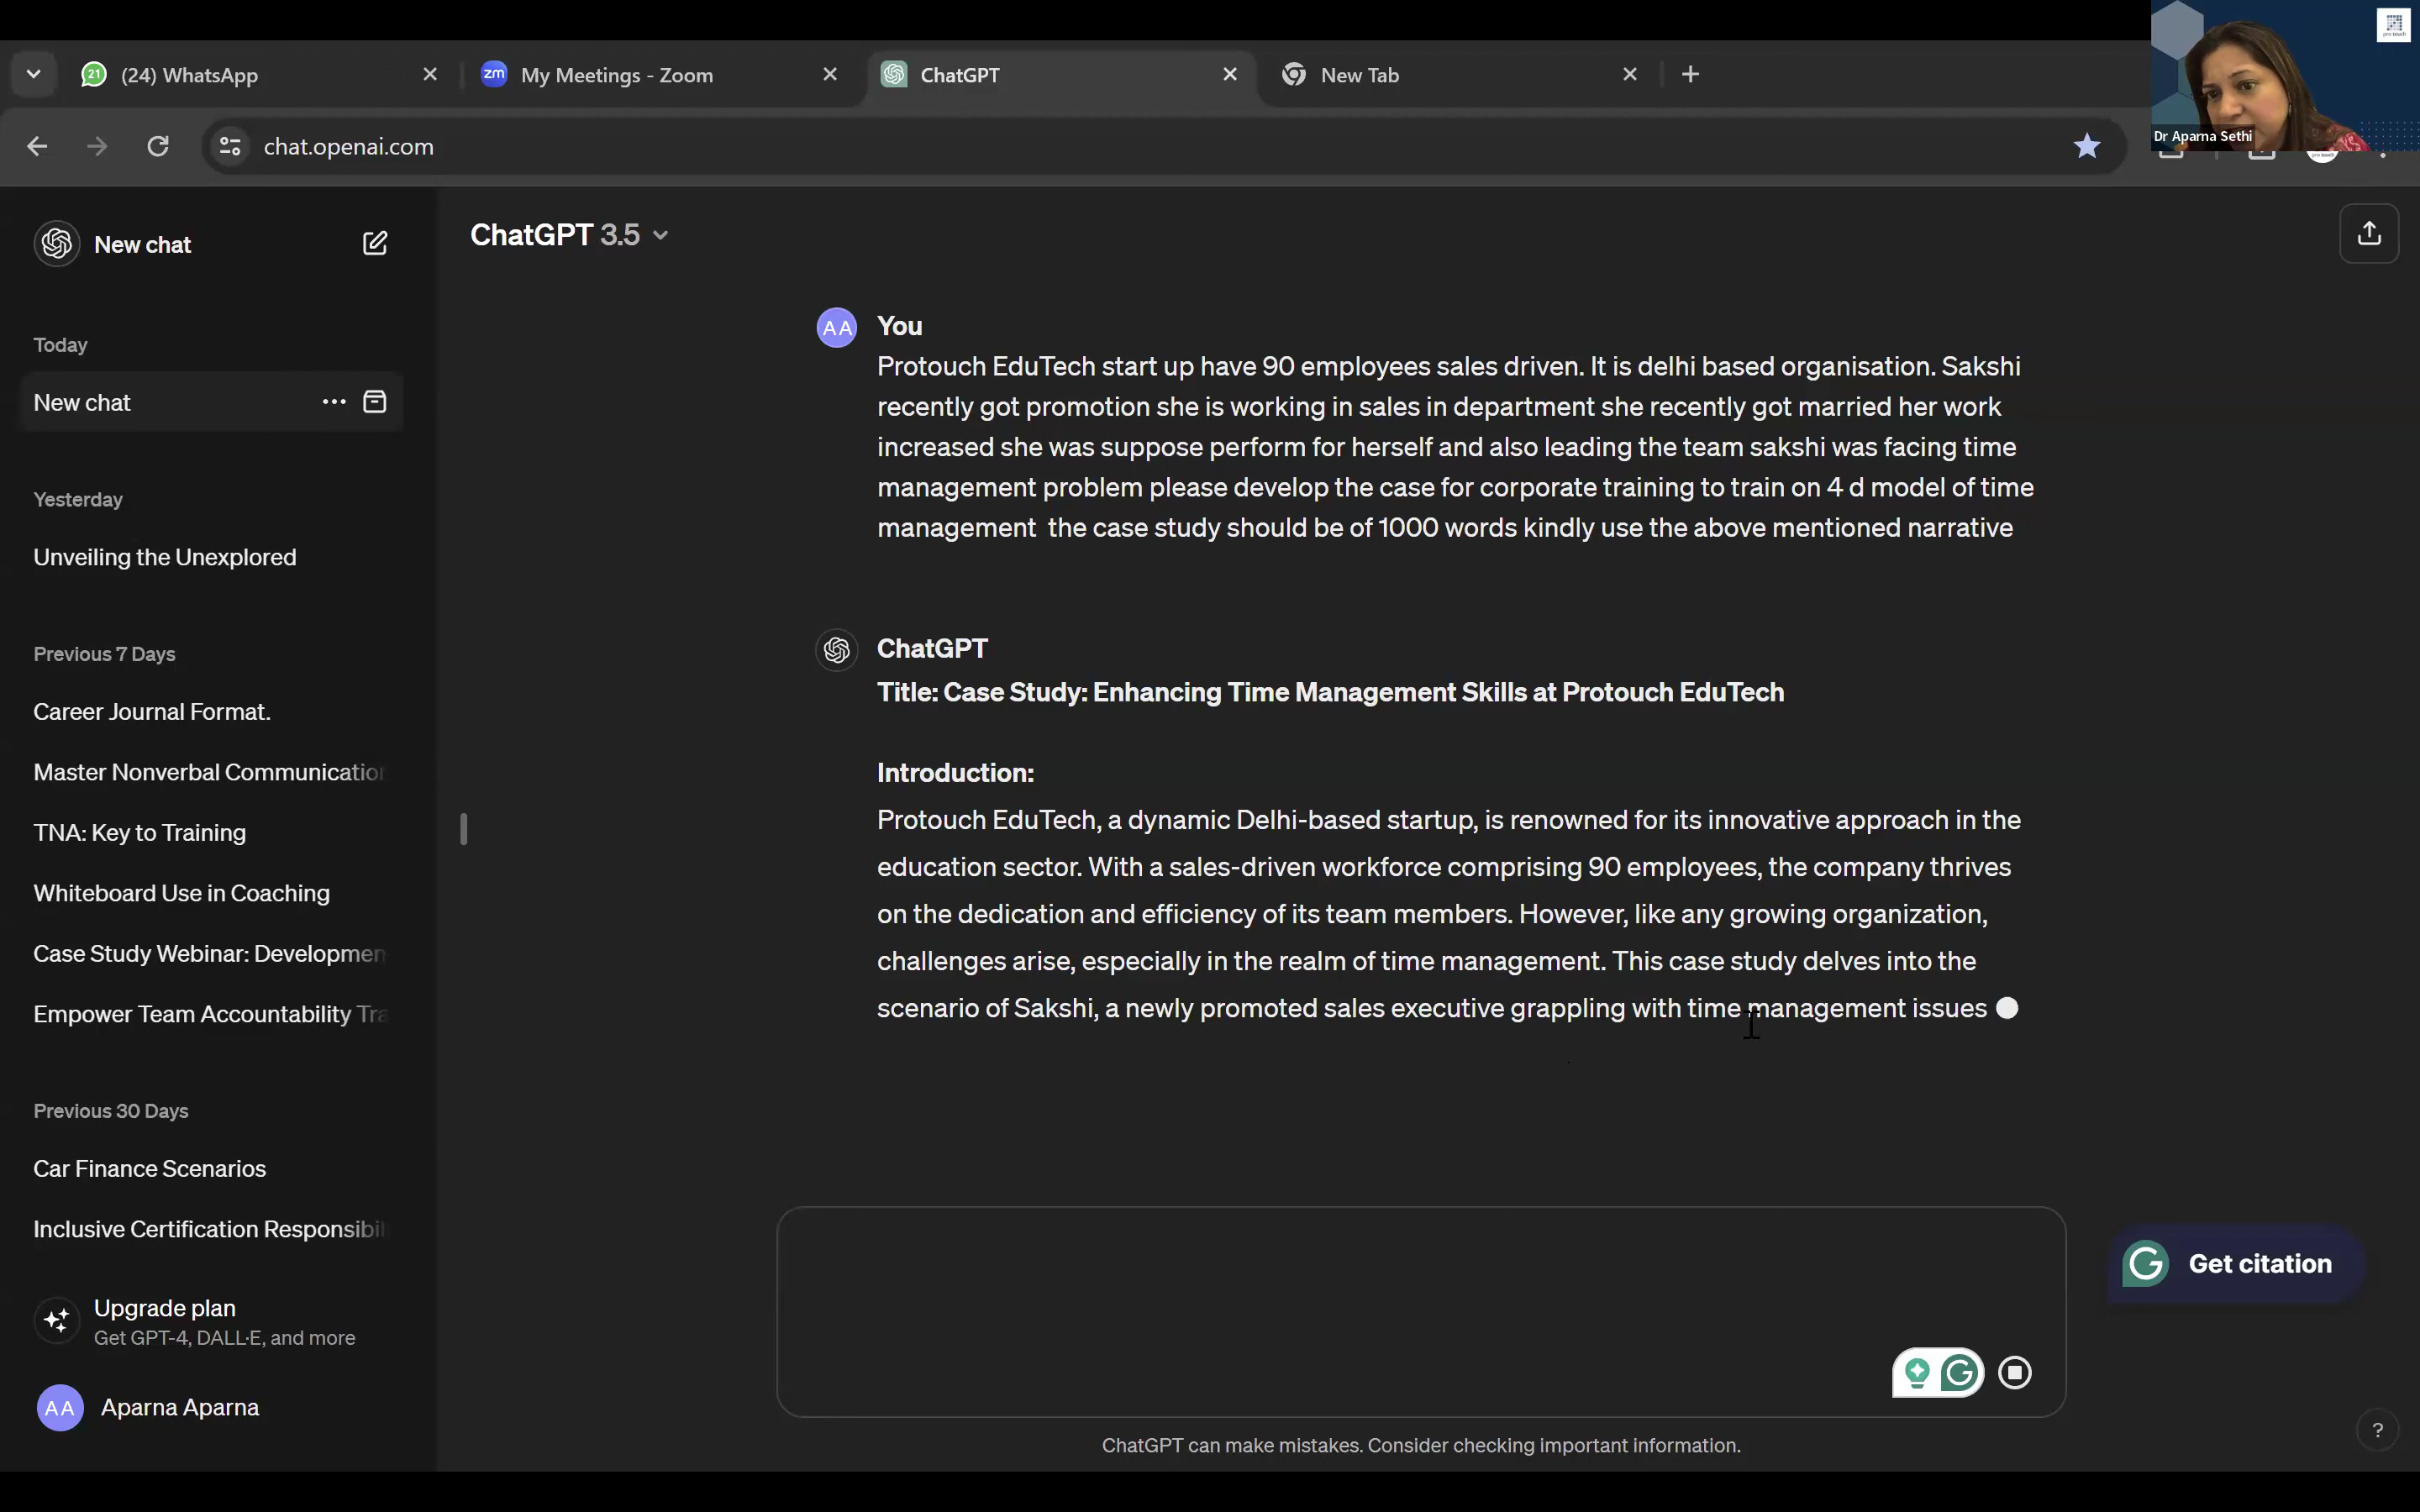 21 (24) WhatsApp
zm My Meetings - Zoom
ChatGPT
New Tab
chat.openai.com
Dr Aparna Sethi
New chat
Today
New chat
Yesterday
Unveiling the Unexplored
Previous 7 Days
Career Journal Format.
Master Nonverbal Communication
TNA: Key to Training
Whiteboard Use in Coaching
Case Study Webinar: Developmen
Empower Team Accountability Tra
Previous 30 Days
Car Finance Scenarios
Inclusive Certification Responsibil
Upgrade plan
Get GPT-4, DALL·E, and more
AA Aparna Aparna
ChatGPT 3.5
AA You
Protouch EduTech start up have 90 employees sales driven. It is delhi based organisation. Sakshi
recently got promotion she is working in sales in department she recently got married her work
increased she was suppose perform for herself and also leading the team sakshi was facing time
management problem please develop the case for corporate training to train on 4 d model of time
management the case study should be of 1000 words kindly use the above mentioned narrative
ChatGPT
Title: Case Study: Enhancing Time Management Skills at Protouch EduTech
Introduction:
Protouch EduTech, a dynamic Delhi-based startup, is renowned for its innovative approach in the
education sector. With a sales-driven workforce comprising 90 employees, the company thrives
on the dedication and efficiency of its team members. However, like any growing organization,
challenges arise, especially in the realm of time management. This case study delves into the
scenario of Sakshi, a newly promoted sales executive grappling with time management issues
G Get citation
G
ChatGPT can make mistakes. Consider checking important information.
?